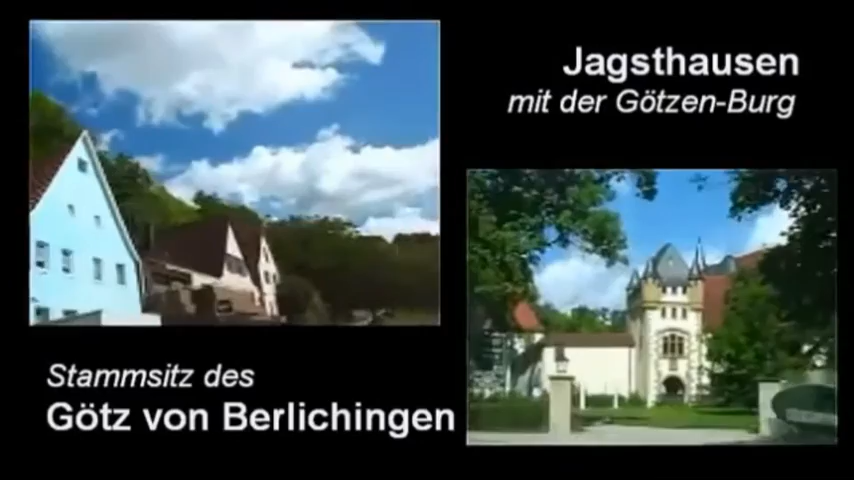 Jagsthausen
mit der Götzen-Burg
Stammsitz des
Götz von Berlichingen